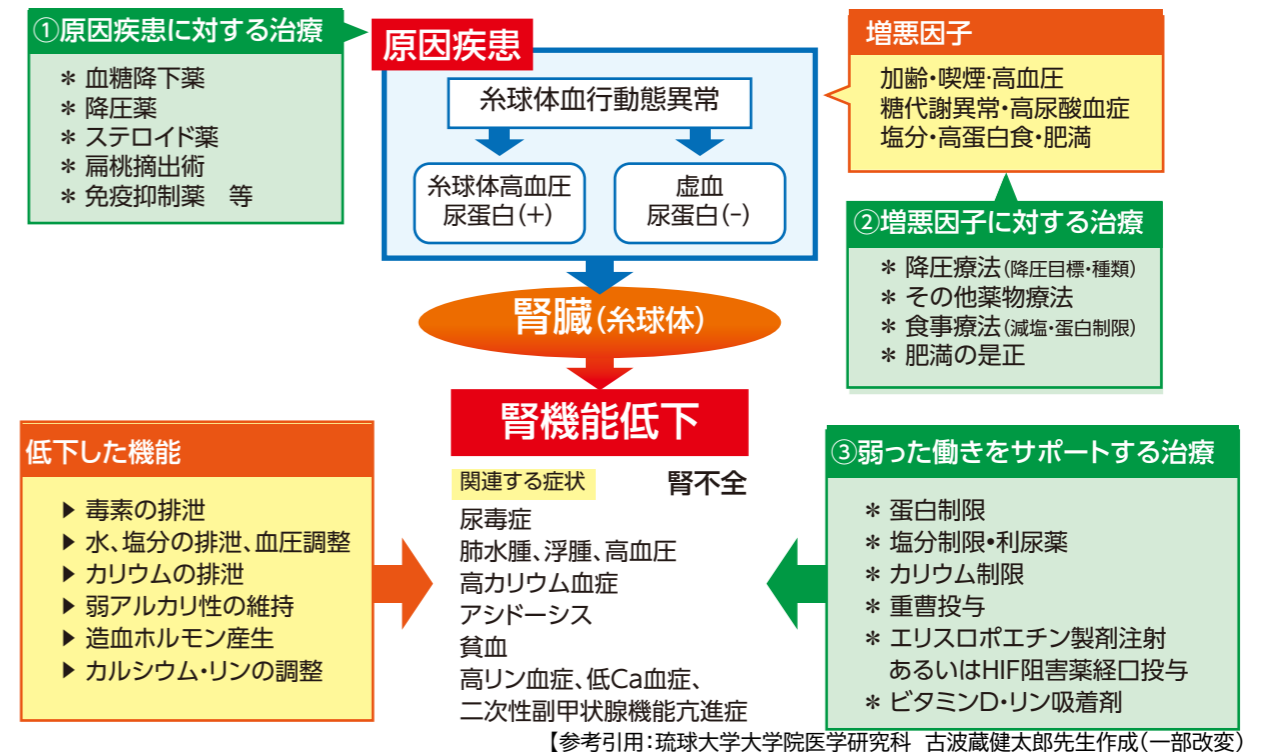 ①原因疾患に対する治療
＊ 血糖降下薬
＊ 降圧薬
＊ ステロイド薬
＊ 扁桃摘出術
＊ 免疫抑制薬　等
原因疾患
糸球体血行動態異常
糸球体高血圧
尿蛋白(+)
虚血
尿蛋白(-)
増悪因子
加齢・喫煙・高血圧
糖代謝異常・高尿酸血症
塩分・高蛋白食・肥満
②増悪因子に対する治療
＊ 降圧療法(降圧目標・種類)
＊ その他薬物療法
＊ 食事療法(減塩・蛋白制限)
＊ 肥満の是正
腎臓(糸球体)
腎機能低下
低下した機能
▶ 毒素の排泄
▶ 水、塩分の排泄、血圧調整
▶ カリウムの排泄
▶ 弱アルカリ性の維持
▶ 造血ホルモン産生
▶ カルシウム・リンの調整
関連する症状　腎不全
尿毒症
肺水腫、浮腫、高血圧
高カリウム血症
アシドーシス
貧血
高リン血症、低Ca血症、
二次性副甲状腺機能亢進症
③弱った働きをサポートする治療
＊ 蛋白制限
＊ 塩分制限•利尿薬
＊ カリウム制限
＊ 重曹投与
＊ エリスロポエチン製剤注射
あるいはHIF阻害薬経口投与
＊ ビタミンD・リン吸着剤
【参考引用：琉球大学大学院医学研究科　古波蔵健太郎先生作成(一部改変)